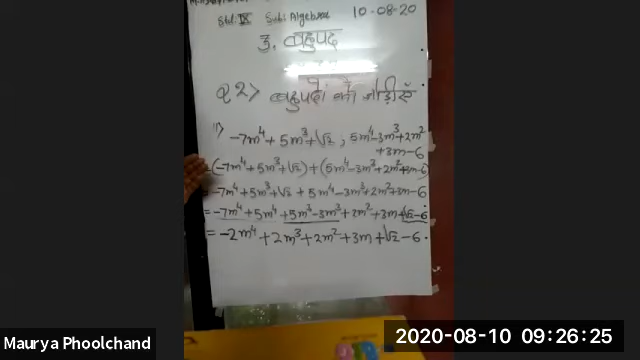 Std. IX Sub: Algebra 10-08-20
3. बहुपद
Q 2> बहुपदों को जोड़ीएँ
ii) -7m⁴ + 5m³ + √2 ; 5m⁴-3m³+2m²
+3m-6
=(-7m⁴ + 5m³ + √2) + (5m⁴-3m³+2m²+3m-6)
= -7m⁴ + 5m³ + √2 + 5m⁴ - 3m³ + 2m² + 3m - 6
= -7m⁴ + 5m⁴ + 5m³ - 3m³ + 2m² + 3m + √2 - 6
= -2m⁴ + 2m³ + 2m² + 3m + √2 - 6.
Maurya Phoolchand
2020-08-10 09:26:25